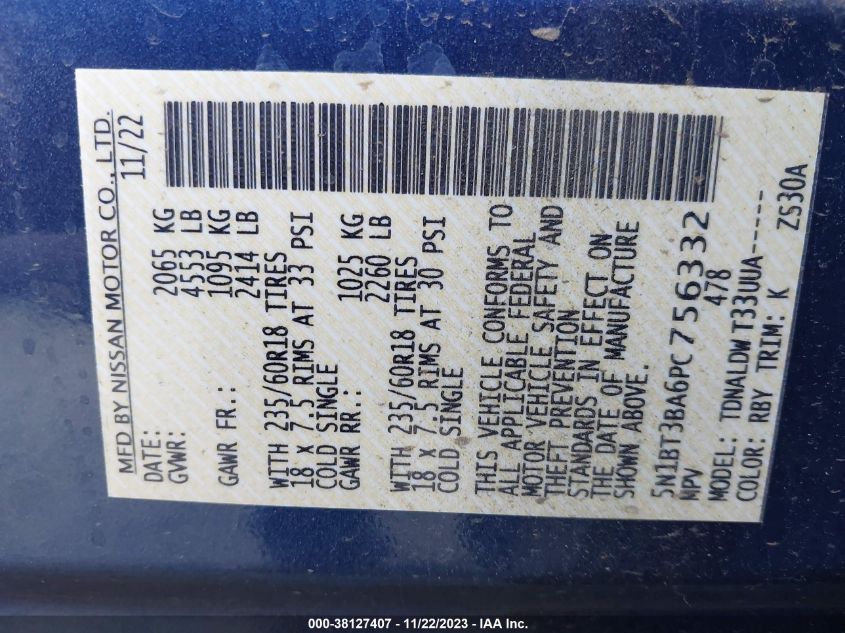 MFD BY NISSAN MOTOR CO., LTD.
DATE: 11/22
GVWR: 2065 KG
4553 LB
GAWR FR.: 1095 KG
2414 LB
WITH 235/60R18 TIRES
18 X 7.5 RIMS AT 33 PSI
COLD SINGLE
GAWR RR.: 1025 KG
2260 LB
WITH 235/60R18 TIRES
18 X 7.5 RIMS AT 30 PSI
COLD SINGLE
THIS VEHICLE CONFORMS TO
ALL APPLICABLE FEDERAL
MOTOR VEHICLE SAFETY AND
THEFT PREVENTION
STANDARDS IN EFFECT ON
THE DATE OF MANUFACTURE
SHOWN ABOVE.
5N1BT3BA6PC756332
MPV 478
MODEL: TDNALDW T33UUA-----
COLOR: RBY TRIM: K ZS30A
000-38127407 - 11/22/2023 - IAA Inc.